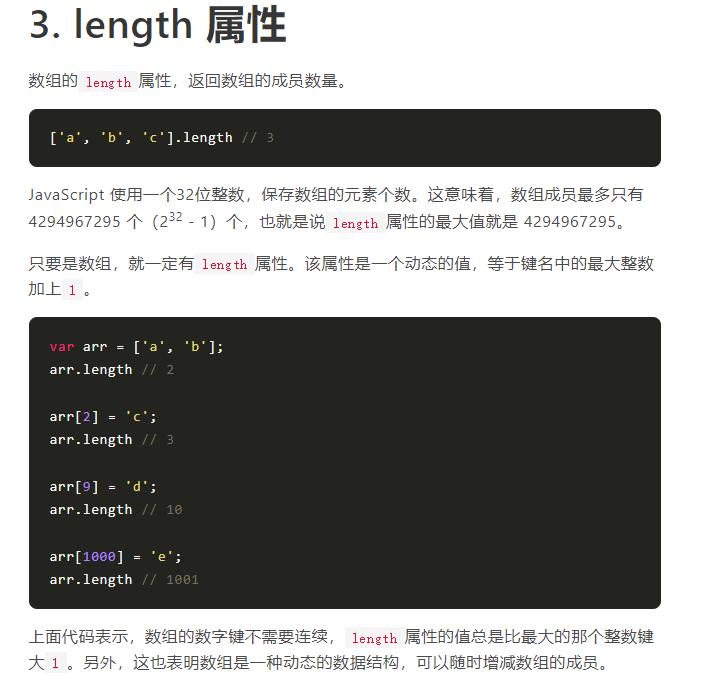 3. length 属性
数组的 length 属性，返回数组的成员数量。
['a', 'b', 'c'].length // 3
JavaScript 使用一个32位整数，保存数组的元素个数。这意味着，数组成员最多只有
4294967295 个（2³² - 1）个，也就是说 length 属性的最大值就是 4294967295。
只要是数组，就一定有 length 属性。该属性是一个动态的值，等于键名中的最大整数
加上 1 。
var arr = ['a', 'b'];
arr.length // 2
arr[2] = 'c';
arr.length // 3
arr[9] = 'd';
arr.length // 10
arr[1000] = 'e';
arr.length // 1001
上面代码表示，数组的数字键不需要连续， length 属性的值总是比最大的那个整数键
大 1 。另外，这也表明数组是一种动态的数据结构，可以随时增减数组的成员。